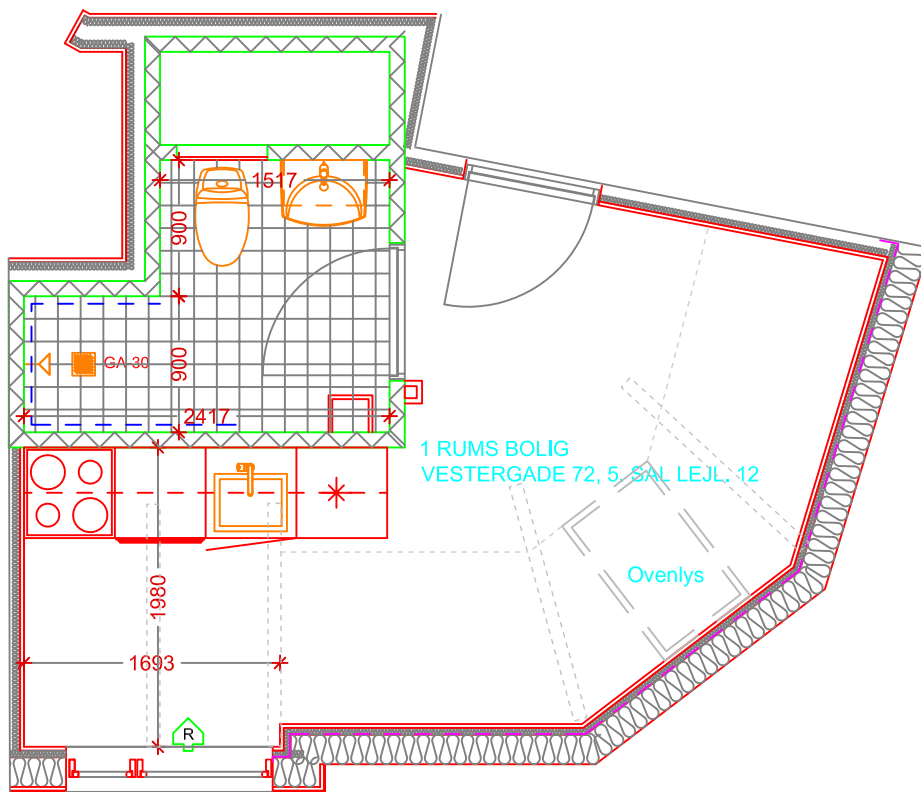 1517
900
900
GA 30
2417
1 RUMS BOLIG
VESTERGADE 72, 5. SAL LEJL. 12
Ovenlys
1980
1693
R